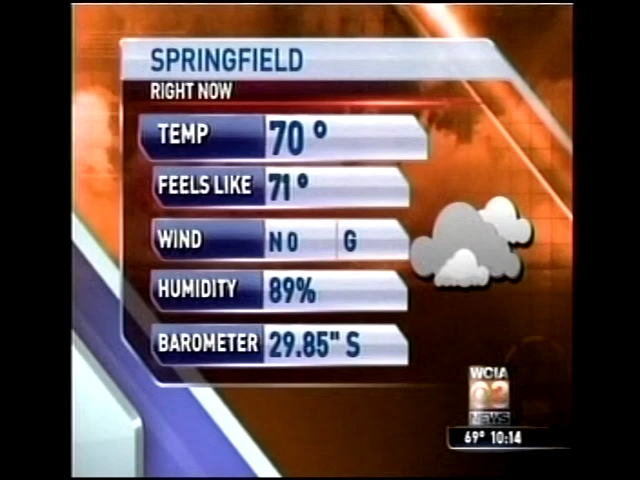 SPRINGFIELD
RIGHT NOW
TEMP 70°
FEELS LIKE 71°
WIND N 0 G
HUMIDITY 89%
BAROMETER 29.85" S
WCIA
3
NEWS
69° 10:14